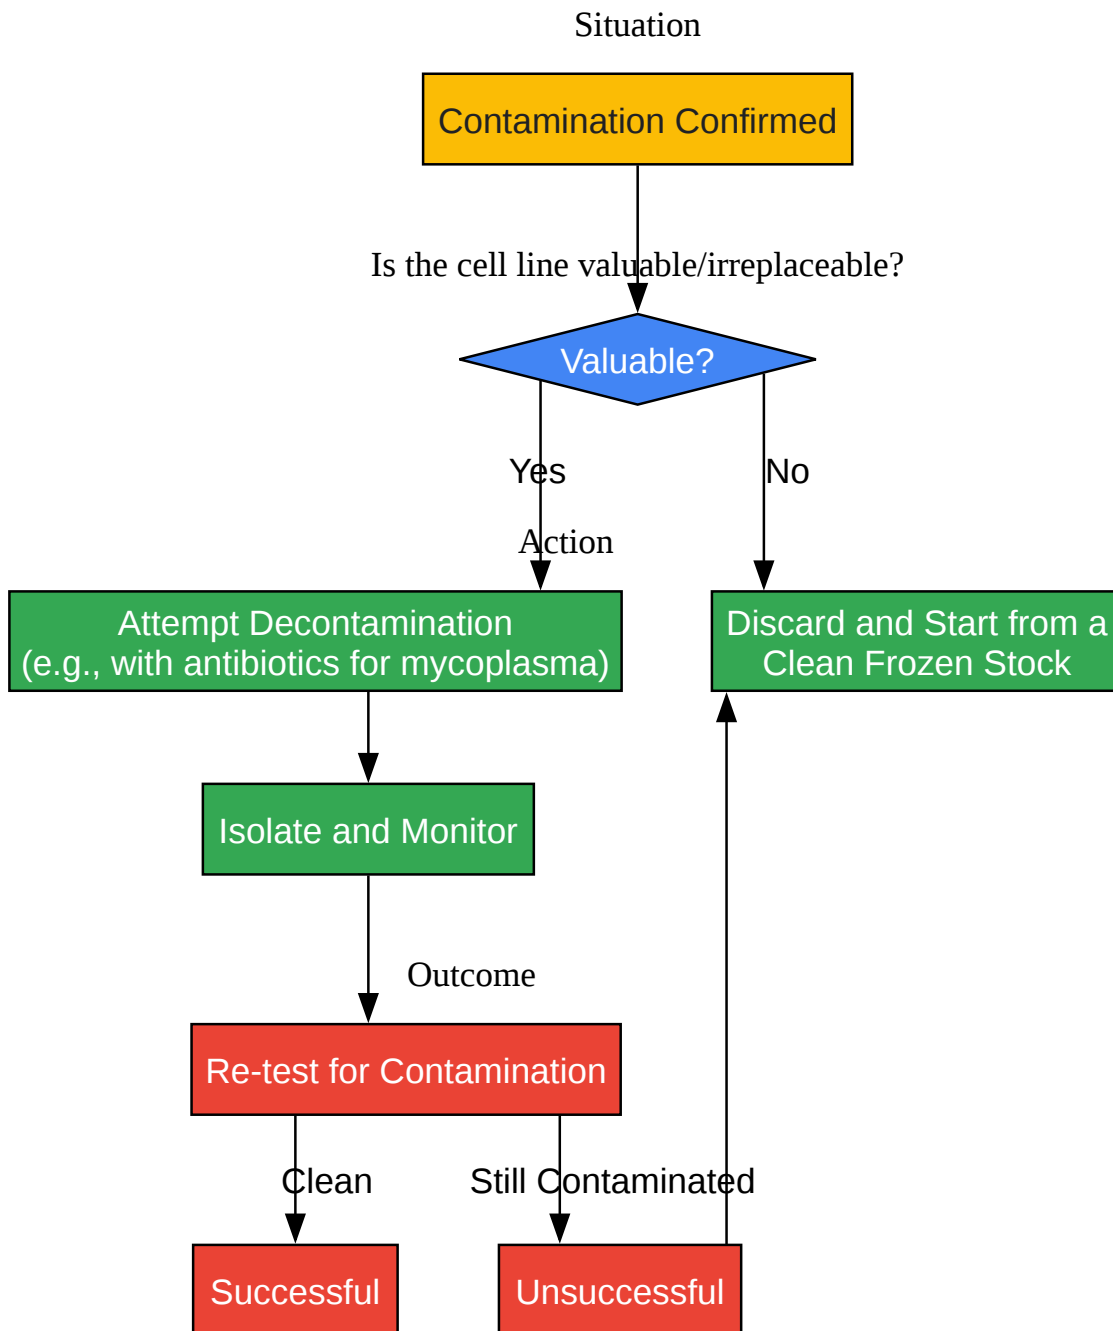 Situation
Contamination Confirmed
Is the cell line valuable/irreplaceable?
Valuable?
Yes
No
Action
Attempt Decontamination
(e.g., with antibiotics for mycoplasma)
Discard and Start from a
Clean Frozen Stock
Isolate and Monitor
Outcome
Re-test for Contamination
Clean
Still Contaminated
Successful
Unsuccessful